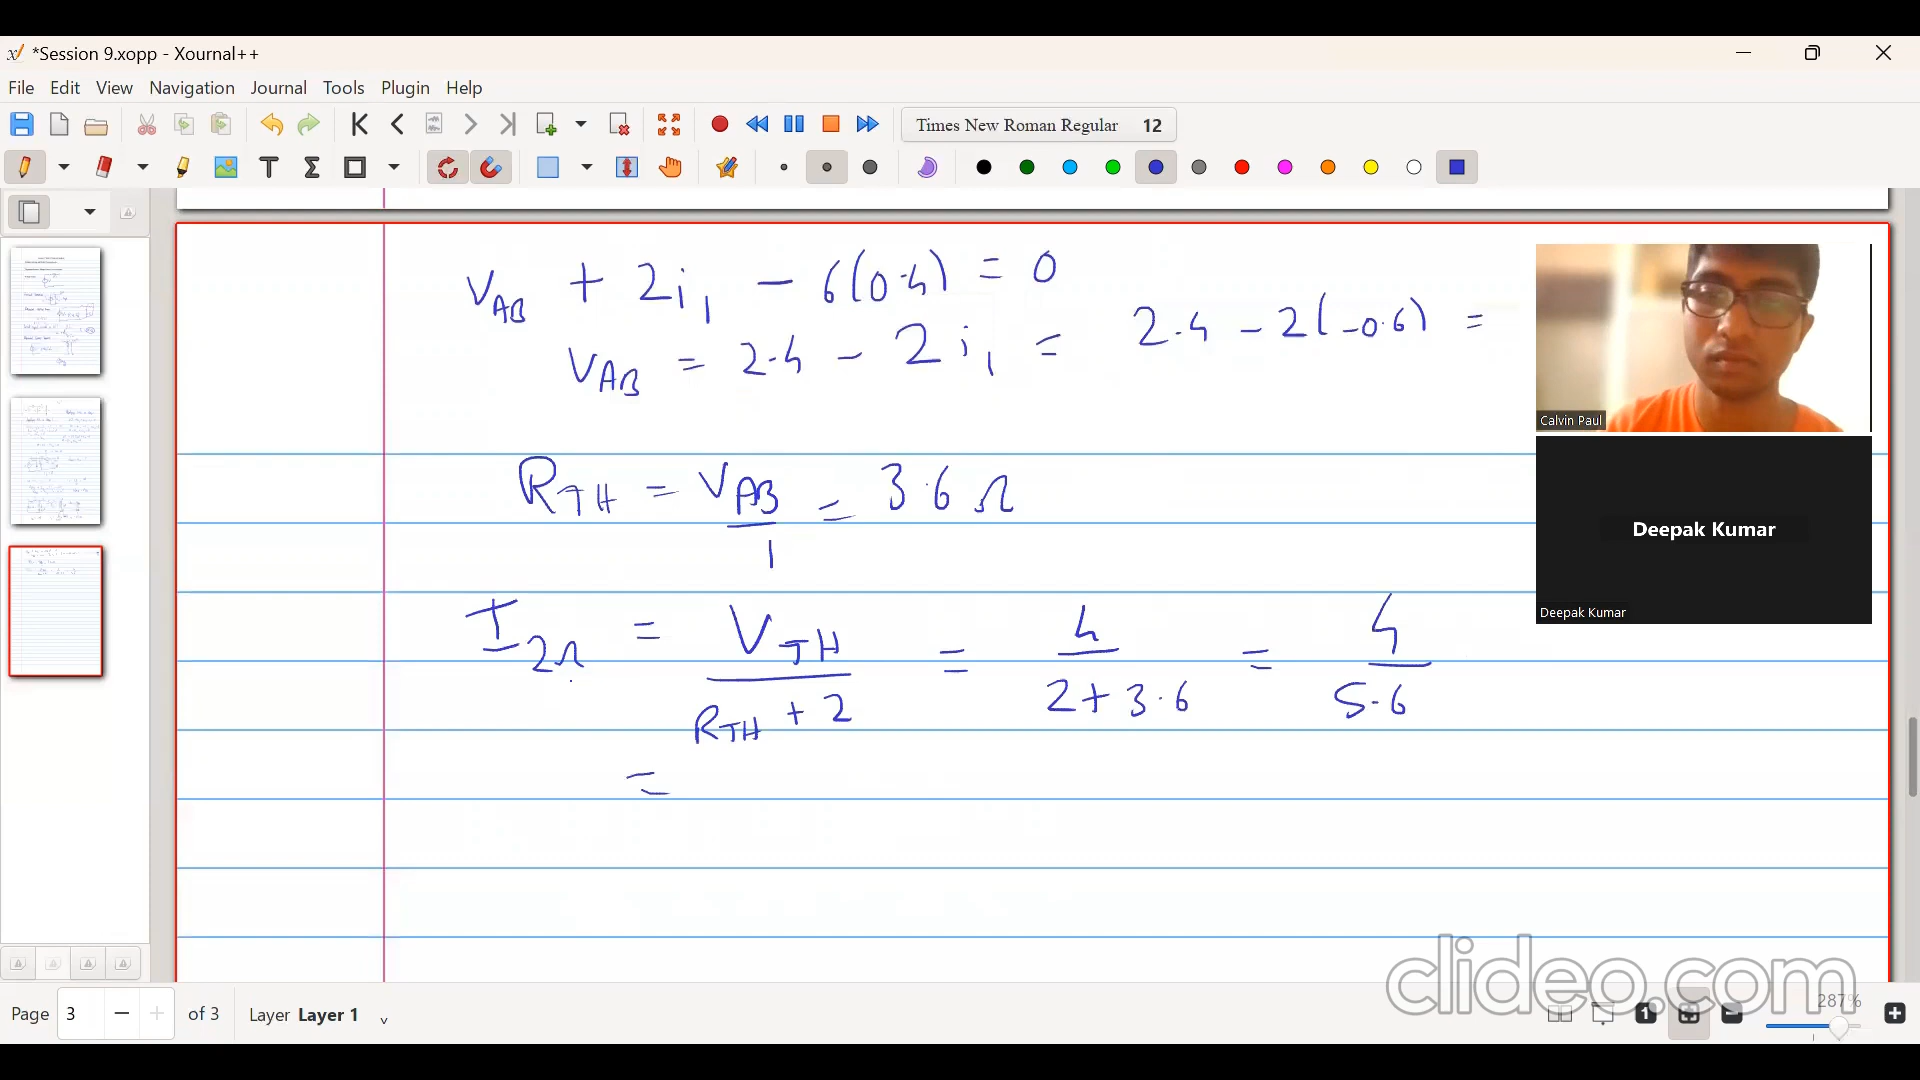 *Session 9.xopp - Xournal++
File Edit View Navigation Journal Tools Plugin Help
Times New Roman Regular 12
V_AB + 2i_1 - 6(0.4) = 0
V_AB = 2.4 - 2i_1 = 2.4 - 2(-0.6) =
R_TH = V_AB/1 = 3.6 Ω
I_2Ω = V_TH/(R_TH + 2) = 4/(2 + 3.6) = 4/5.6
=
Calvin Paul
Deepak Kumar
Deepak Kumar
clideo.com
Page 3 of 3 Layer Layer 1 287%